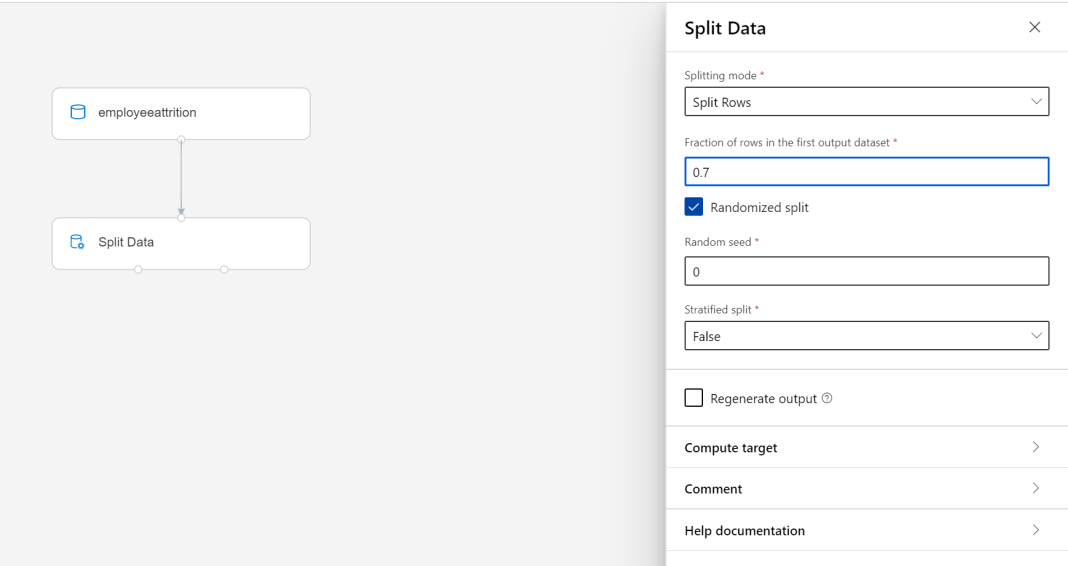 employeeattrition
Split Data
Split Data
Splitting mode *
Split Rows
Fraction of rows in the first output dataset *
0.7
Randomized split
Random seed *
0
Stratified split *
False
Regenerate output
Compute target
Comment
Help documentation